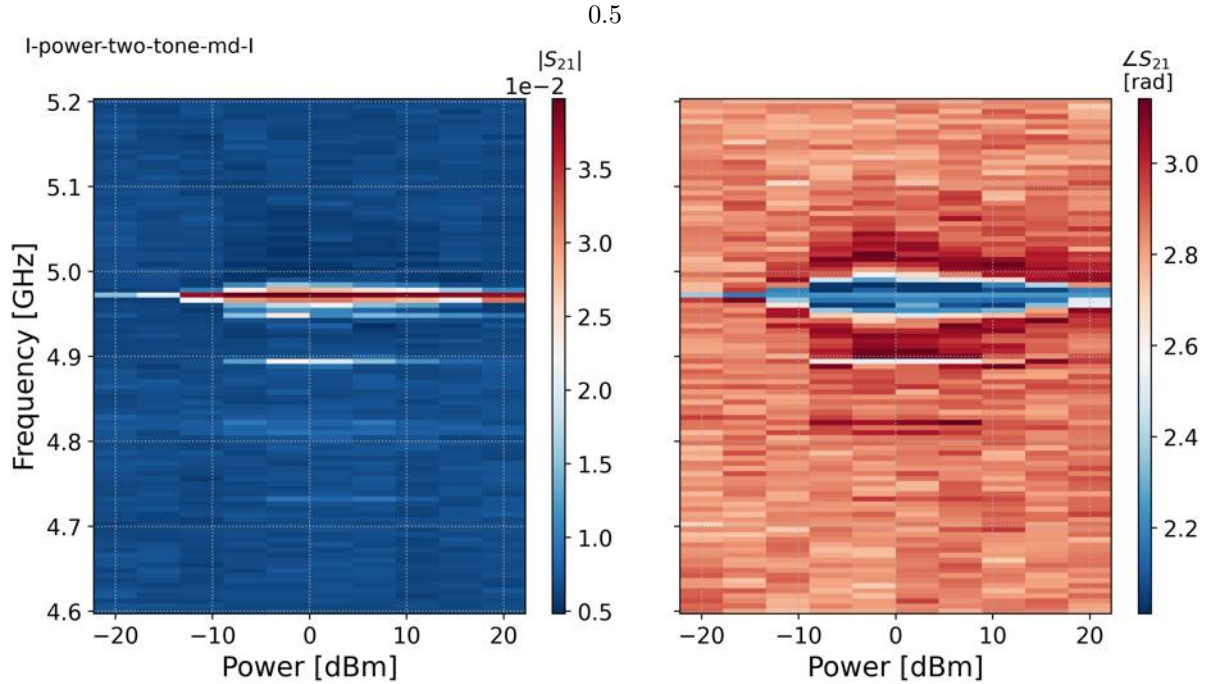 0.5
I-power-two-tone-md-I
|S₂₁|
1e−2
∠S₂₁
[rad]
5.2
5.1
5.0
4.9
4.8
4.7
4.6
Frequency [GHz]
−20 −10 0 10 20
Power [dBm]
3.5
3.0
2.5
2.0
1.5
1.0
0.5
−20 −10 0 10 20
Power [dBm]
3.0
2.8
2.6
2.4
2.2